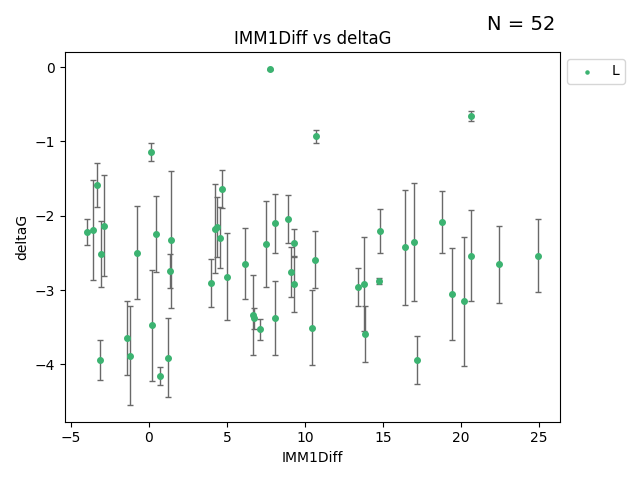 N = 52
IMM1Diff vs deltaG
L
deltaG
0
−1
−2
−3
−4
−5 0 5 10 15 20 25
IMM1Diff